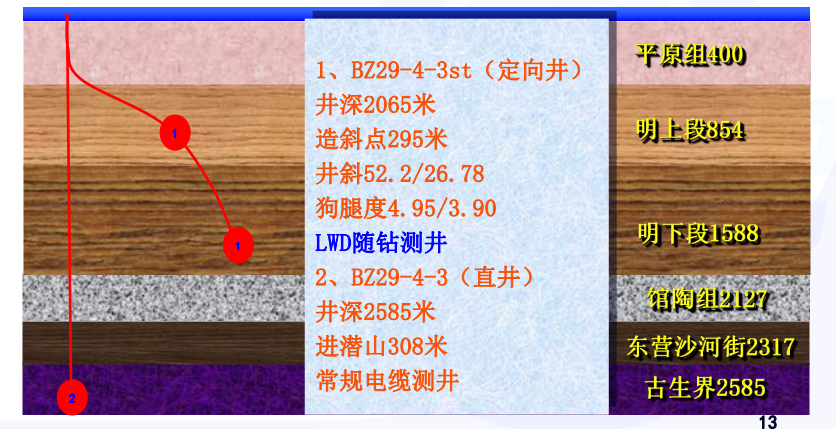 1、BZ29-4-3st（定向井）
井深2065米
造斜点295米
井斜52.2/26.78
狗腿度4.95/3.90
LWD随钻测井
2、BZ29-4-3（直井）
井深2585米
进潜山308米
常规电缆测井
平原组400
明上段854
明下段1588
馆陶组2127
东营沙河街2317
古生界2585
1
1
2
13